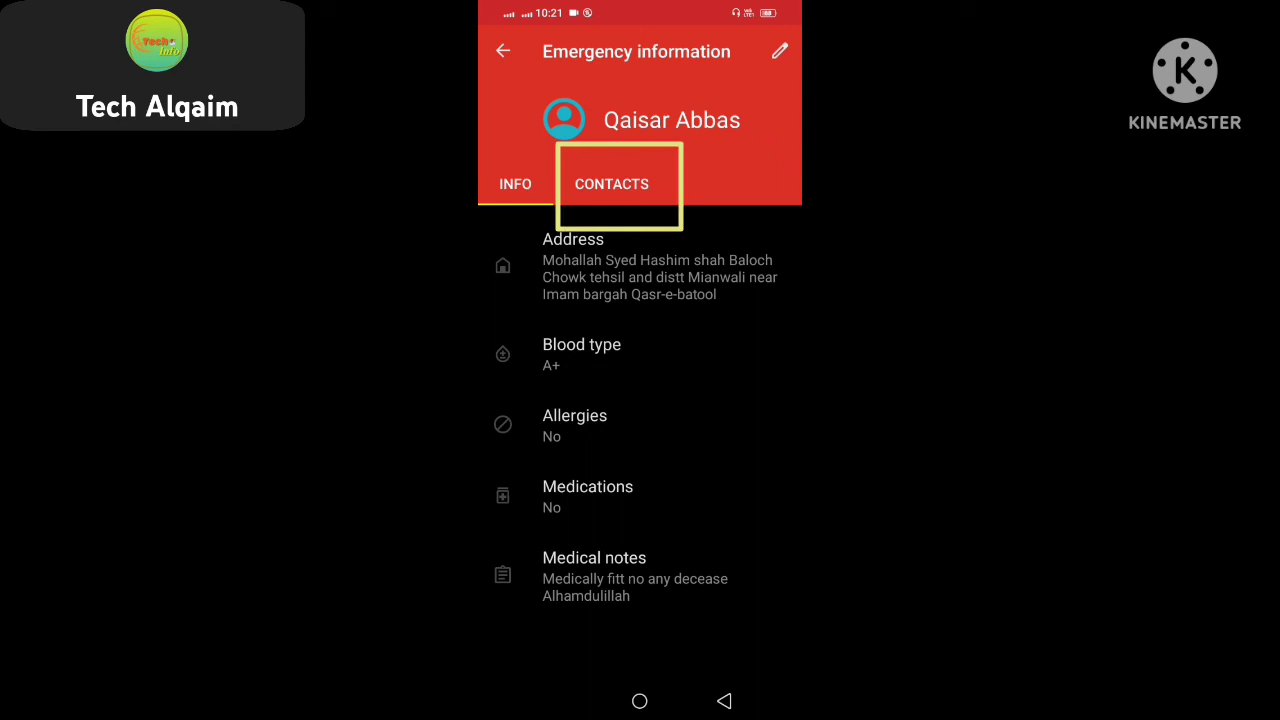 Tech
Info
Tech Alqaim
KINEMASTER
10:21
Emergency information
Qaisar Abbas
INFO
CONTACTS
Address
Mohallah Syed Hashim shah Baloch
Chowk tehsil and distt Mianwali near
Imam bargah Qasr-e-batool
Blood type
A+
Allergies
No
Medications
No
Medical notes
Medically fitt no any decease
Alhamdulillah